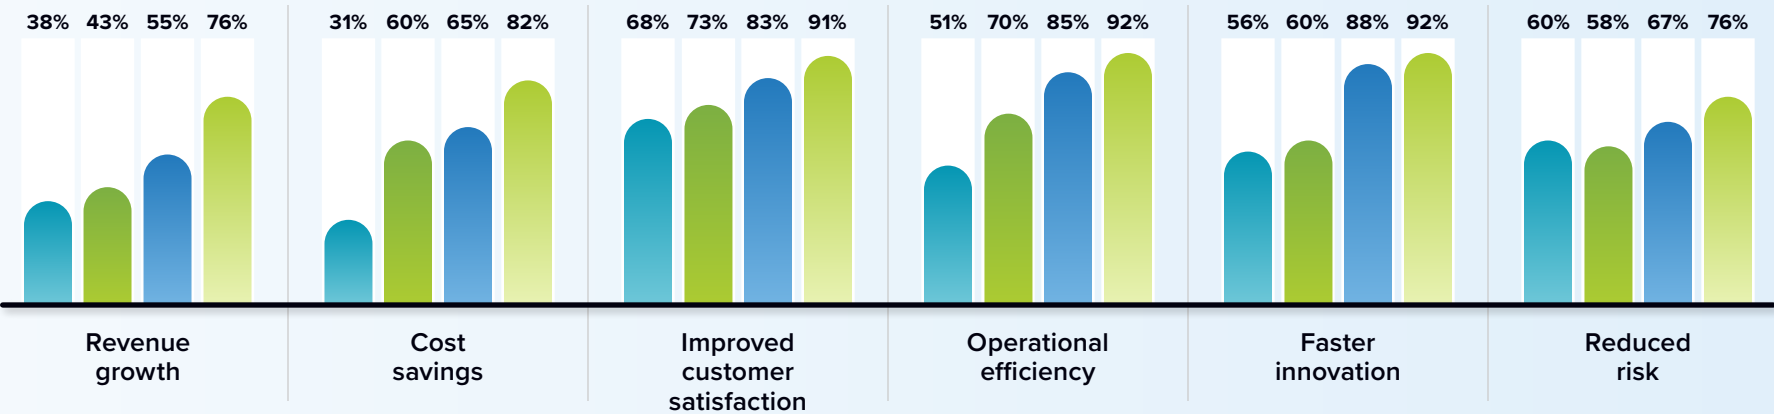 38% 43% 55% 76%
31% 60% 65% 82%
68% 73% 83% 91%
51% 70% 85% 92%
56% 60% 88% 92%
60% 58% 67% 76%
Revenue
growth
Cost
savings
Improved
customer
satisfaction
Operational
efficiency
Faster
innovation
Reduced
risk